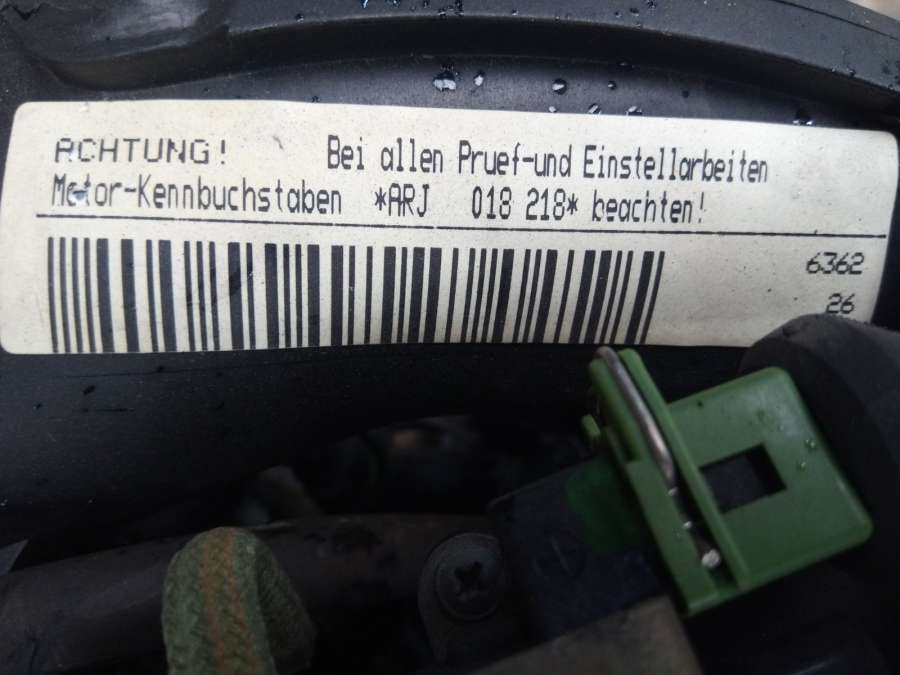 ACHTUNG! Bei allen Pruef-und Einstellarbeiten
Motor-Kennbuchstaben *ARJ 018 218* beachten!
6362
26